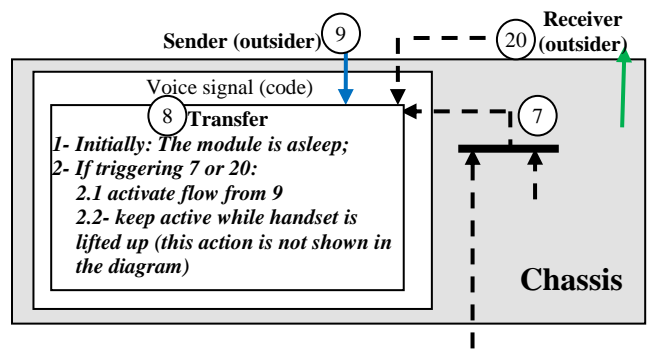 Receiver
Sender (outsider) 9
20 (outsider)
Voice signal (code)
8 Transfer
7
1- Initially: The module is asleep;
2- If triggering 7 or 20:
2.1 activate flow from 9
2.2- keep active while handset is
lifted up (this action is not shown in
the diagram)
Chassis